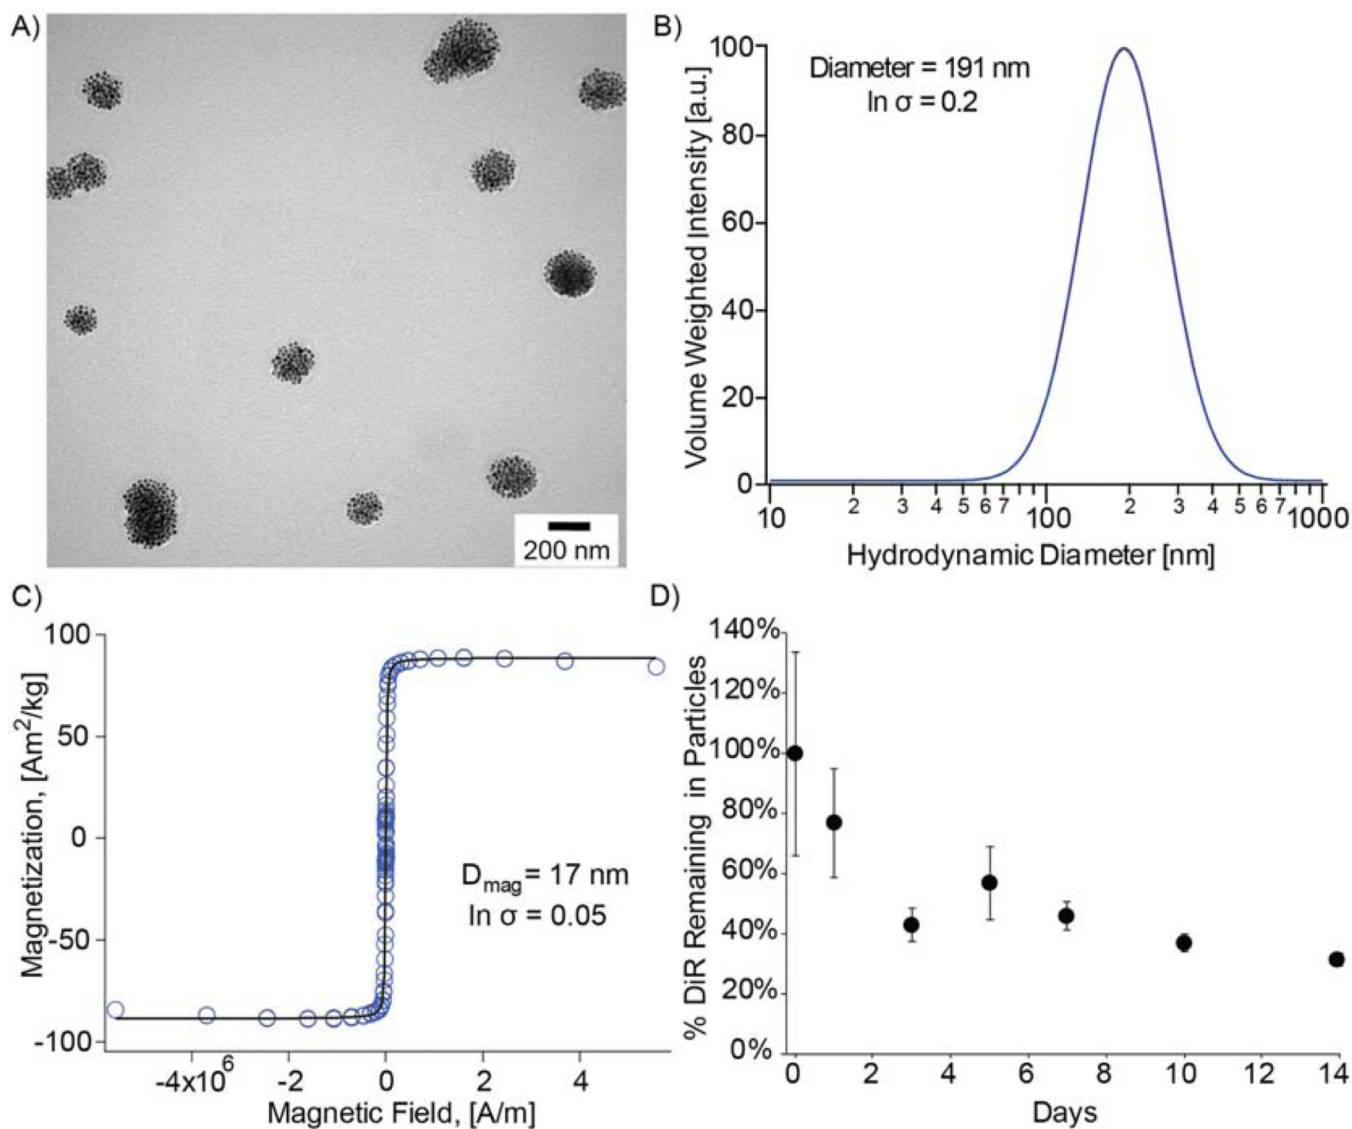 A)
200 nm
B)
Volume Weighted Intensity [a.u.]
100
80
60
40
20
0
Diameter = 191 nm
ln σ = 0.2
10 2 3 4 5 6 7 100 2 3 4 5 6 7 1000
Hydrodynamic Diameter [nm]
C)
Magnetization, [Am²/kg]
100
50
0
-50
-100
D_mag = 17 nm
ln σ = 0.05
-4x10⁶ -2 0 2 4
Magnetic Field, [A/m]
D)
% DiR Remaining in Particles
140%
120%
100%
80%
60%
40%
20%
0%
0 2 4 6 8 10 12 14
Days